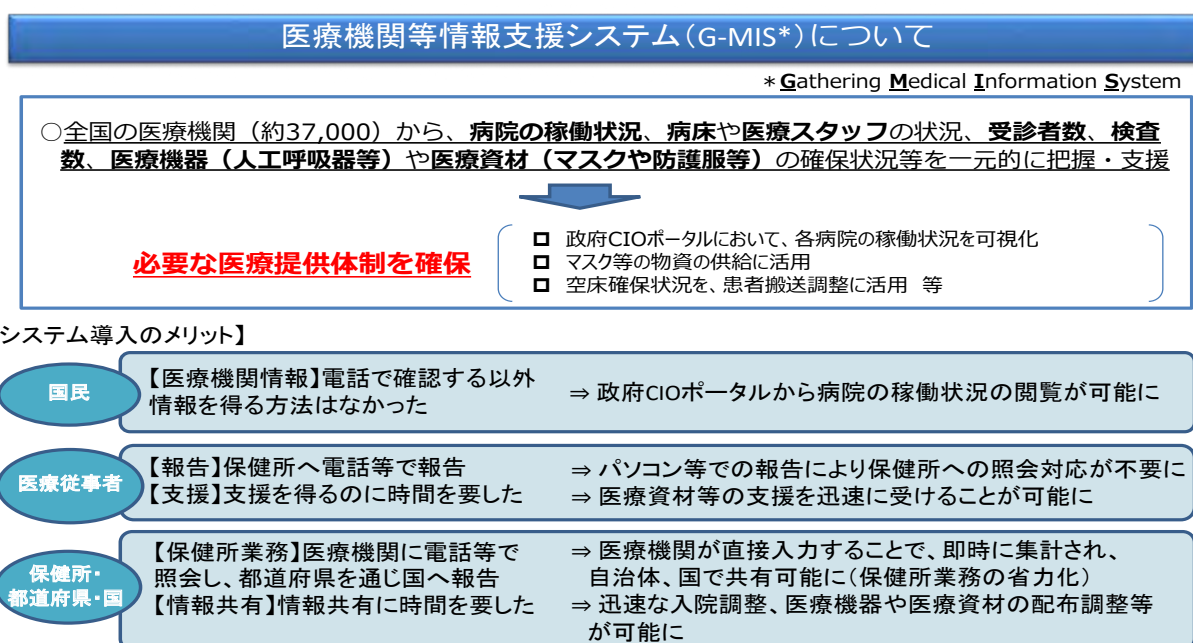 医療機関等情報支援システム（G-MIS*）について
＊Gathering Medical Information System
○全国の医療機関（約37,000）から、病院の稼働状況、病床や医療スタッフの状況、受診者数、検査
数、医療機器（人工呼吸器等）や医療資材（マスクや防護服等）の確保状況等を一元的に把握・支援
必要な医療提供体制を確保
政府CIOポータルにおいて、各病院の稼働状況を可視化
マスク等の物資の供給に活用
空床確保状況を、患者搬送調整に活用 等
システム導入のメリット】
国民
【医療機関情報】電話で確認する以外
情報を得る方法はなかった
⇒ 政府CIOポータルから病院の稼働状況の閲覧が可能に
医療従事者
【報告】保健所へ電話等で報告
【支援】支援を得るのに時間を要した
⇒ パソコン等での報告により保健所への照会対応が不要に
⇒ 医療資材等の支援を迅速に受けることが可能に
保健所・
都道府県・国
【保健所業務】医療機関に電話等で
照会し、都道府県を通じ国へ報告
【情報共有】情報共有に時間を要した
⇒ 医療機関が直接入力することで、即時に集計され、
自治体、国で共有可能に（保健所業務の省力化）
⇒ 迅速な入院調整、医療機器や医療資材の配布調整等
が可能に